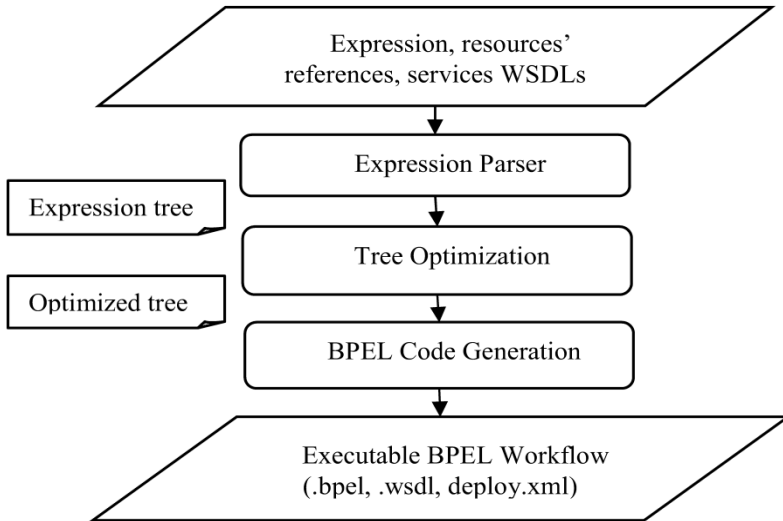 Expression, resources’
references, services WSDLs
Expression Parser
Expression tree
Tree Optimization
Optimized tree
BPEL Code Generation
Executable BPEL Workflow
(.bpel, .wsdl, deploy.xml)